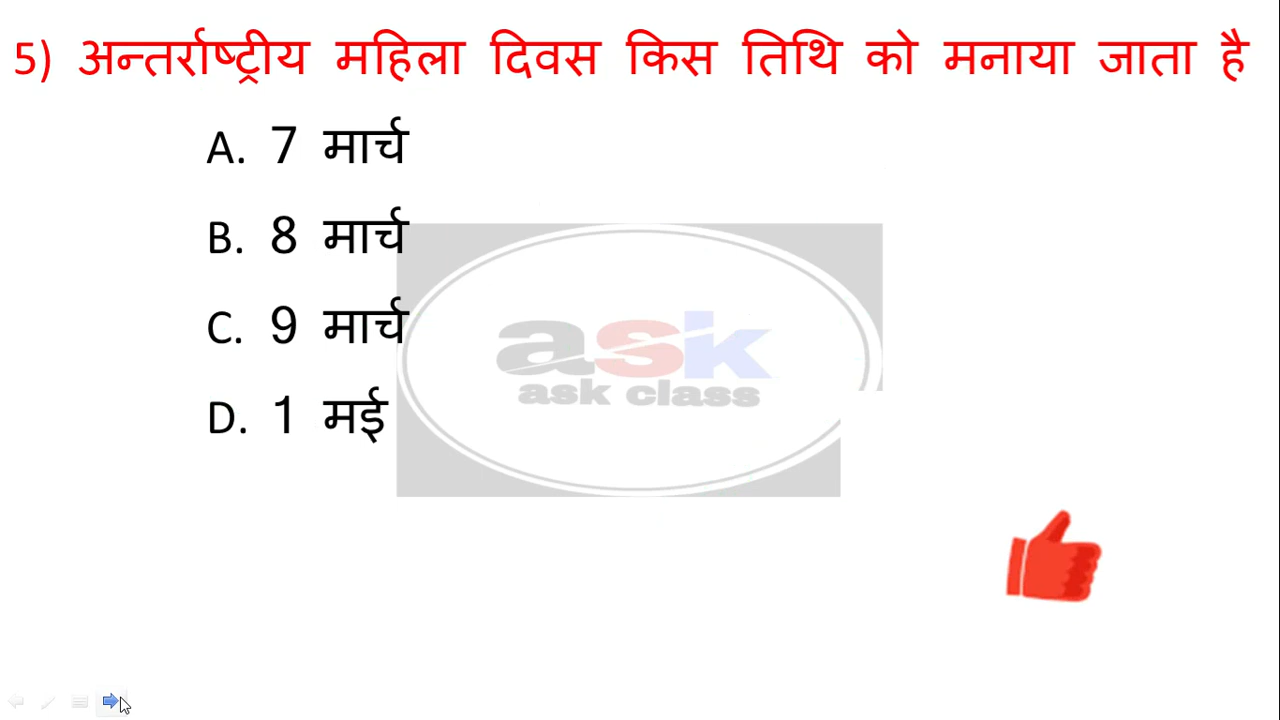 5) अन्तर्राष्ट्रीय महिला दिवस किस तिथि को मनाया जाता है
A. 7 मार्च
B. 8 मार्च
C. 9 मार्च
D. 1 मई
ask
ask class